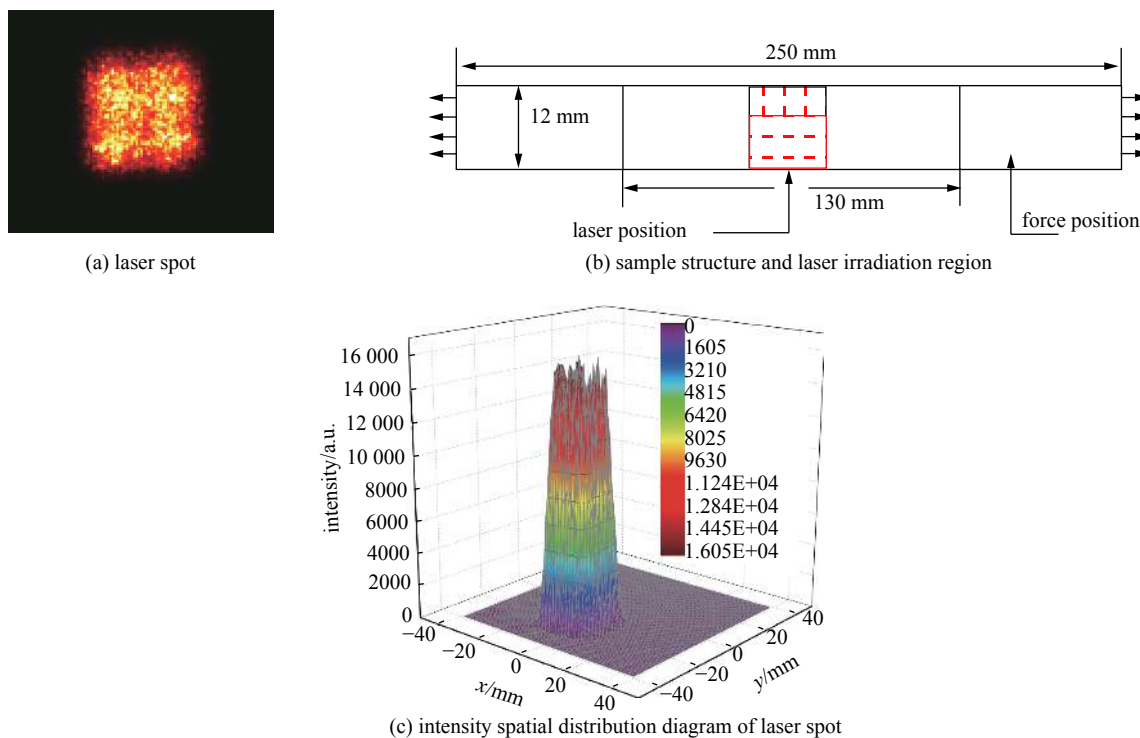 250 mm
12 mm
130 mm
laser position
force position
(a) laser spot
(b) sample structure and laser irradiation region
16 000
14 000
12 000
10 000
8000
6000
4000
2000
0
intensity/a.u.
0
1605
3210
4815
6420
8025
9630
1.124E+04
1.284E+04
1.445E+04
1.605E+04
−40
−20
0
20
40
x/mm
−40
−20
0
20
40
y/mm
(c) intensity spatial distribution diagram of laser spot